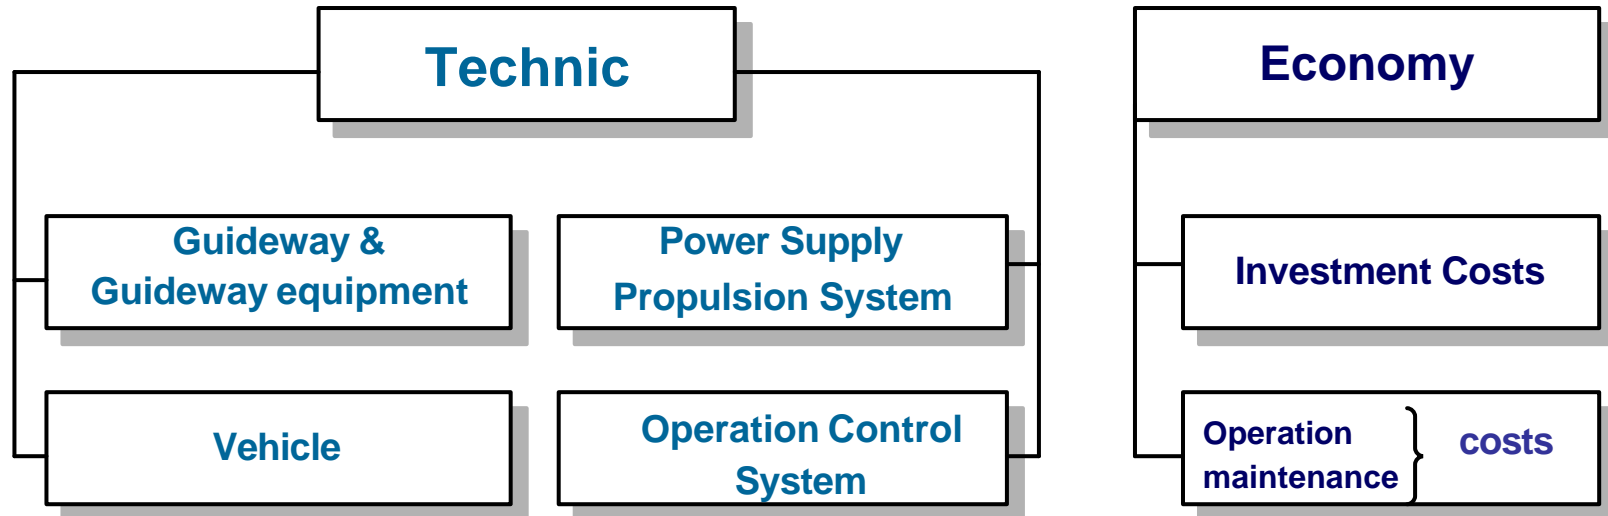 Technic
Economy
Guideway &
Guideway equipment
Power Supply
Propulsion System
Investment Costs
Vehicle
Operation Control
System
Operation
maintenance
costs